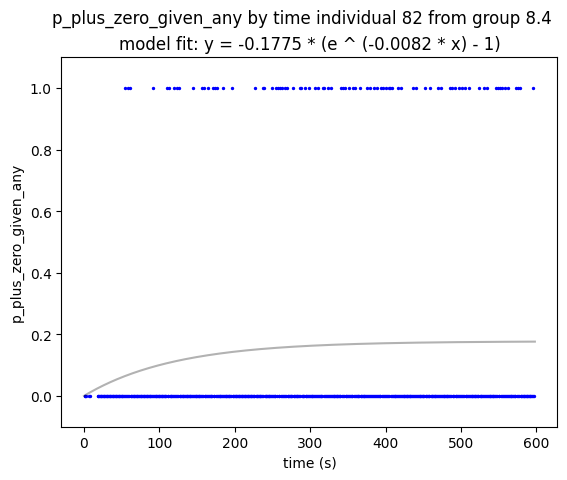 p_plus_zero_given_any by time individual 82 from group 8.4
model fit: y = -0.1775 * (e ^ (-0.0082 * x) - 1)
p_plus_zero_given_any
1.0
0.8
0.6
0.4
0.2
0.0
0 100 200 300 400 500 600
time (s)